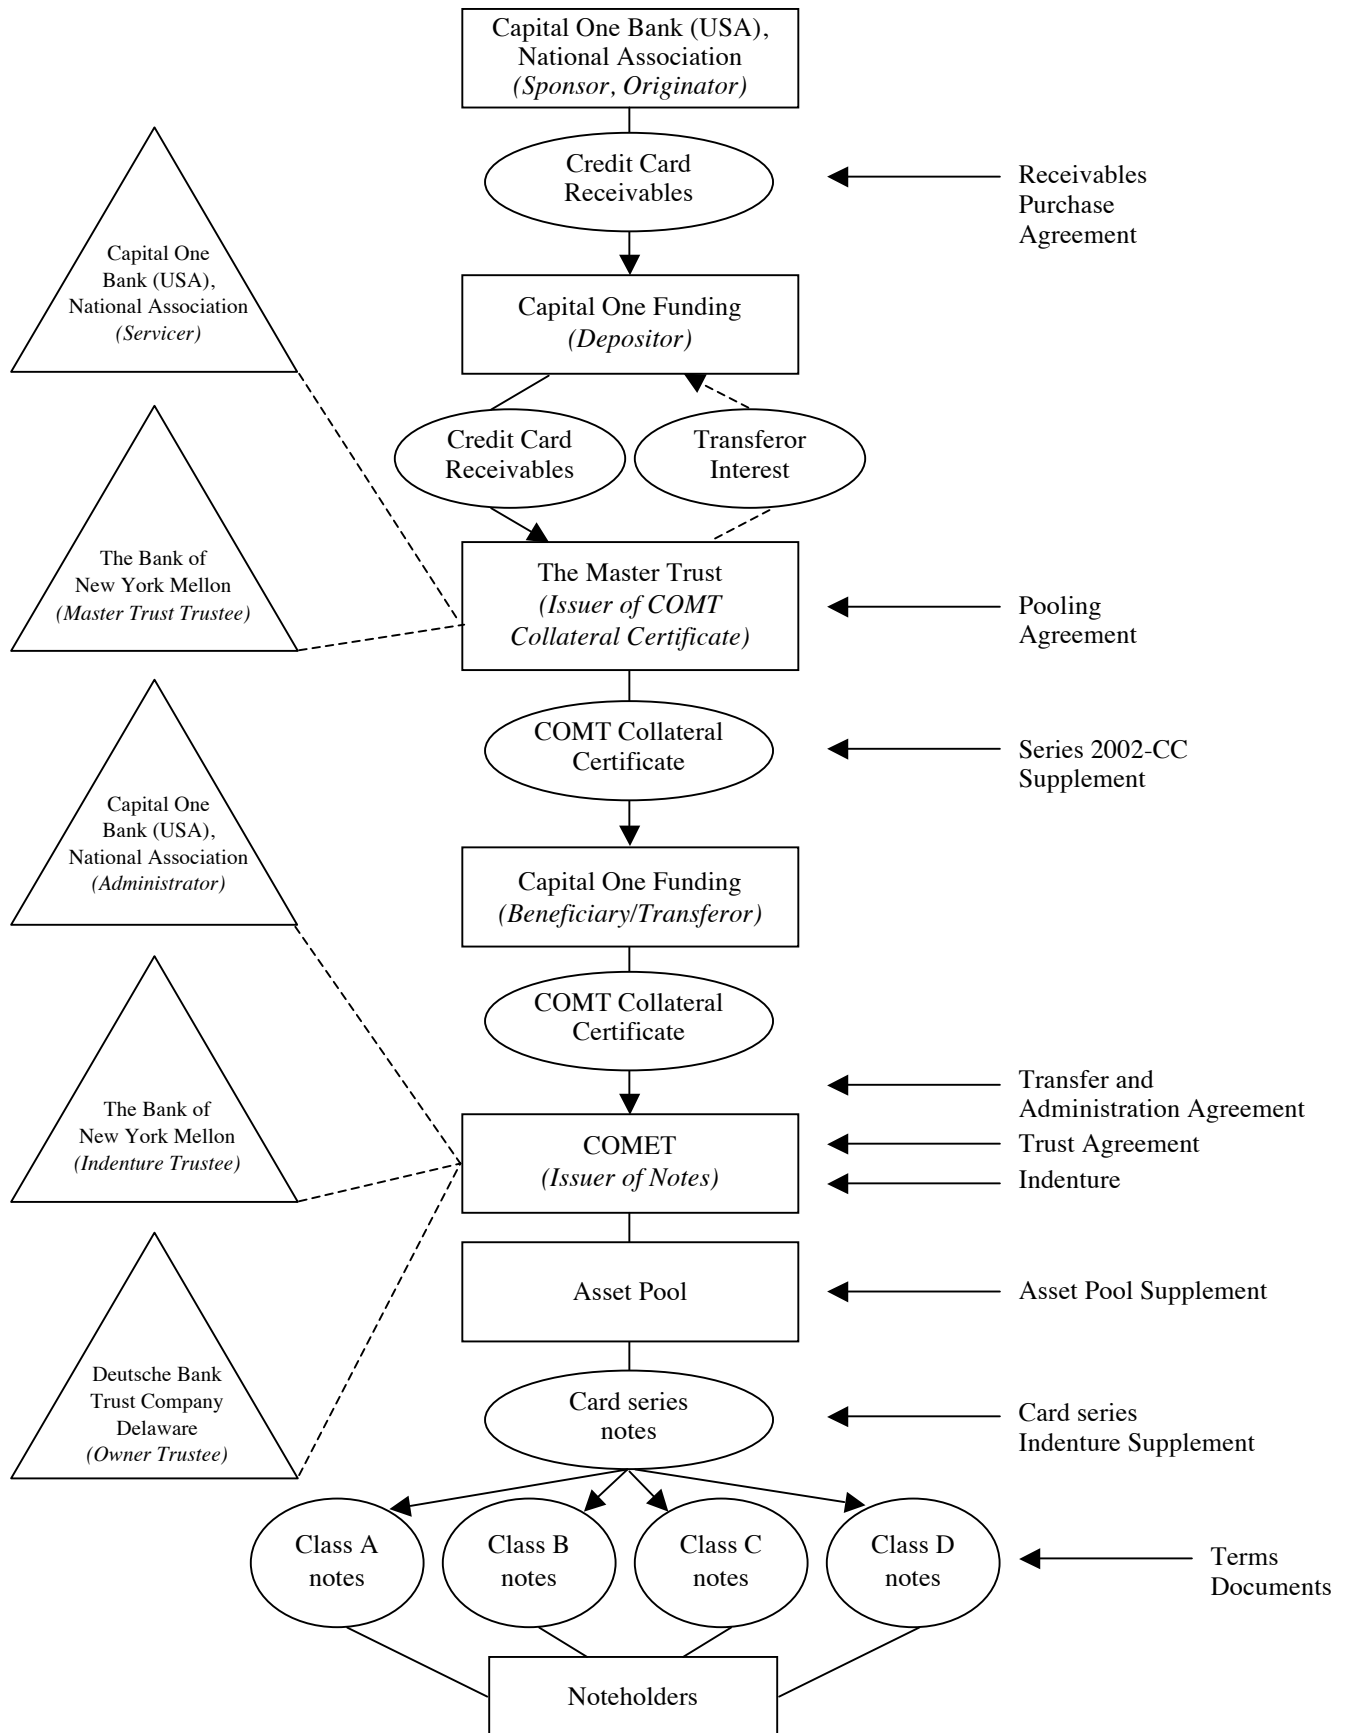 Capital One Bank (USA),
National Association
(Sponsor, Originator)
Credit Card
Receivables
Receivables
Purchase
Agreement
Capital One
Bank (USA),
National Association
(Servicer)
Capital One Funding
(Depositor)
Credit Card
Receivables
Transferor
Interest
The Bank of
New York Mellon
(Master Trust Trustee)
The Master Trust
(Issuer of COMT
Collateral Certificate)
Pooling
Agreement
COMT Collateral
Certificate
Series 2002-CC
Supplement
Capital One
Bank (USA),
National Association
(Administrator)
Capital One Funding
(Beneficiary/Transferor)
COMT Collateral
Certificate
The Bank of
New York Mellon
(Indenture Trustee)
COMET
(Issuer of Notes)
Transfer and
Administration Agreement
Trust Agreement
Indenture
Asset Pool
Asset Pool Supplement
Deutsche Bank
Trust Company
Delaware
(Owner Trustee)
Card series
notes
Card series
Indenture Supplement
Class A
notes
Class B
notes
Class C
notes
Class D
notes
Terms
Documents
Noteholders